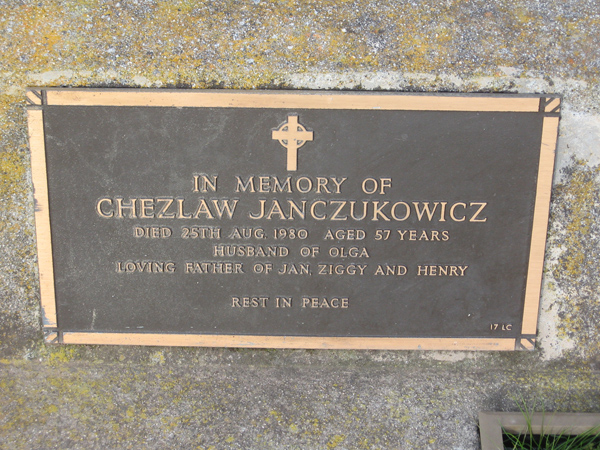 IN MEMORY OF
CHEZLAW JANCZUKOWICZ
DIED 25TH AUG. 1980 AGED 57 YEARS
HUSBAND OF OLGA
LOVING FATHER OF JAN, ZIGGY AND HENRY
REST IN PEACE
17 LC